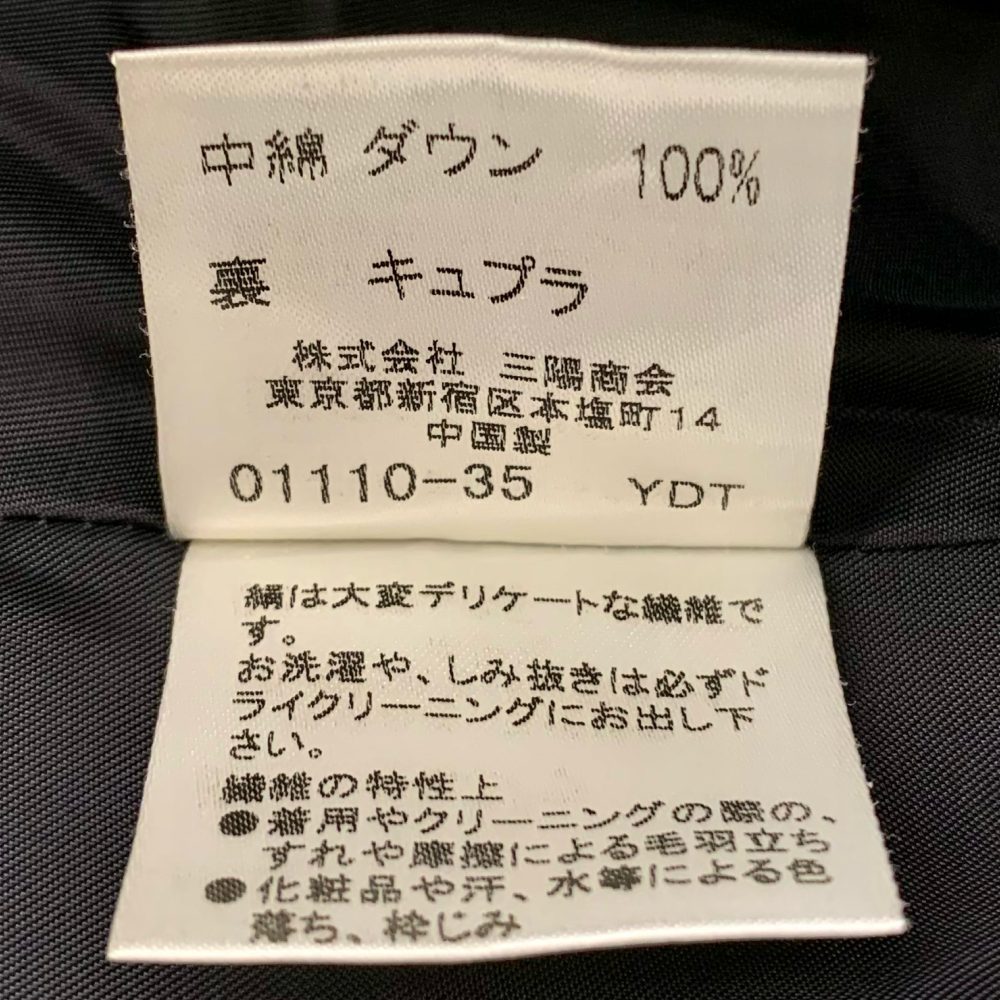 中綿 ダウン 100%
裏 キュプラ
株式会社 三陽商会
東京都新宿区本塩町14
中国製
01110-35 YDT
絹は大変デリケートな繊維で
す。
お洗濯や、しみ抜きは必ずド
ライクリーニングにお出し下
さい。
繊維の特性上
●着用やクリーニングの際の、
すれや摩擦による毛羽立ち
●化粧品や汗、水等による色
落ち、枠じみ